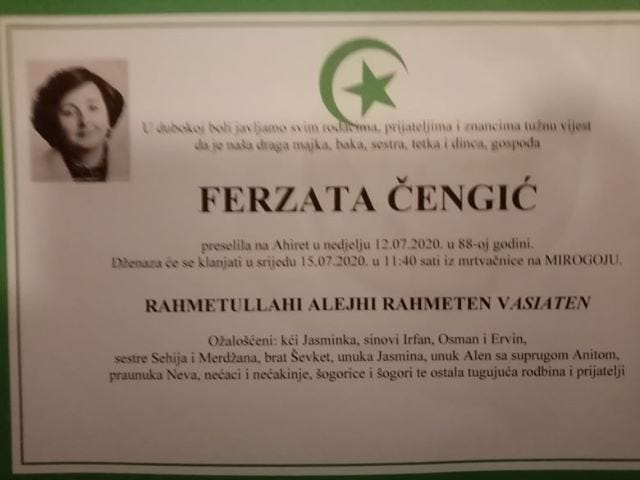 U dubokoj boli javljamo svim rođacima, prijateljima i znancima tužnu vijest
da je naša draga majka, baka, sestra, tetka i dinca, gospođa
FERZATA ČENGIĆ
preselila na Ahiret u nedjelju 12.07.2020. u 88-oj godini.
Dženaza će se klanjati u srijedu 15.07.2020. u 11:40 sati iz mrtvačnice na MIROGOJU.
RAHMETULLAHI ALEJHI RAHMETEN VASIATEN
Ožalošćeni: kći Jasminka, sinovi Irfan, Osman i Ervin,
sestre Sehija i Merdžana, brat Ševket, unuka Jasmina, unuk Alen sa suprugom Anitom,
praunuka Neva, nećaci i nećakinje, šogorice i šogori te ostala tugujuća rodbina i prijatelji